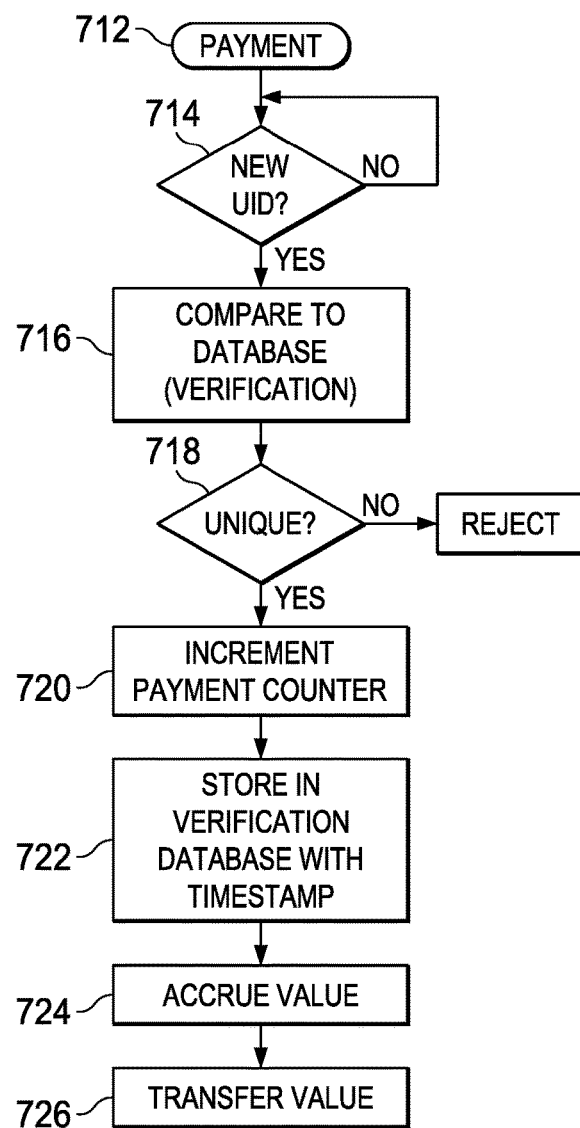 712
PAYMENT
714
NEW
UID?
NO
YES
716
COMPARE TO
DATABASE
(VERIFICATION)
718
UNIQUE?
NO
REJECT
YES
720
INCREMENT
PAYMENT COUNTER
722
STORE IN
VERIFICATION
DATABASE WITH
TIMESTAMP
724
ACCRUE VALUE
726
TRANSFER VALUE